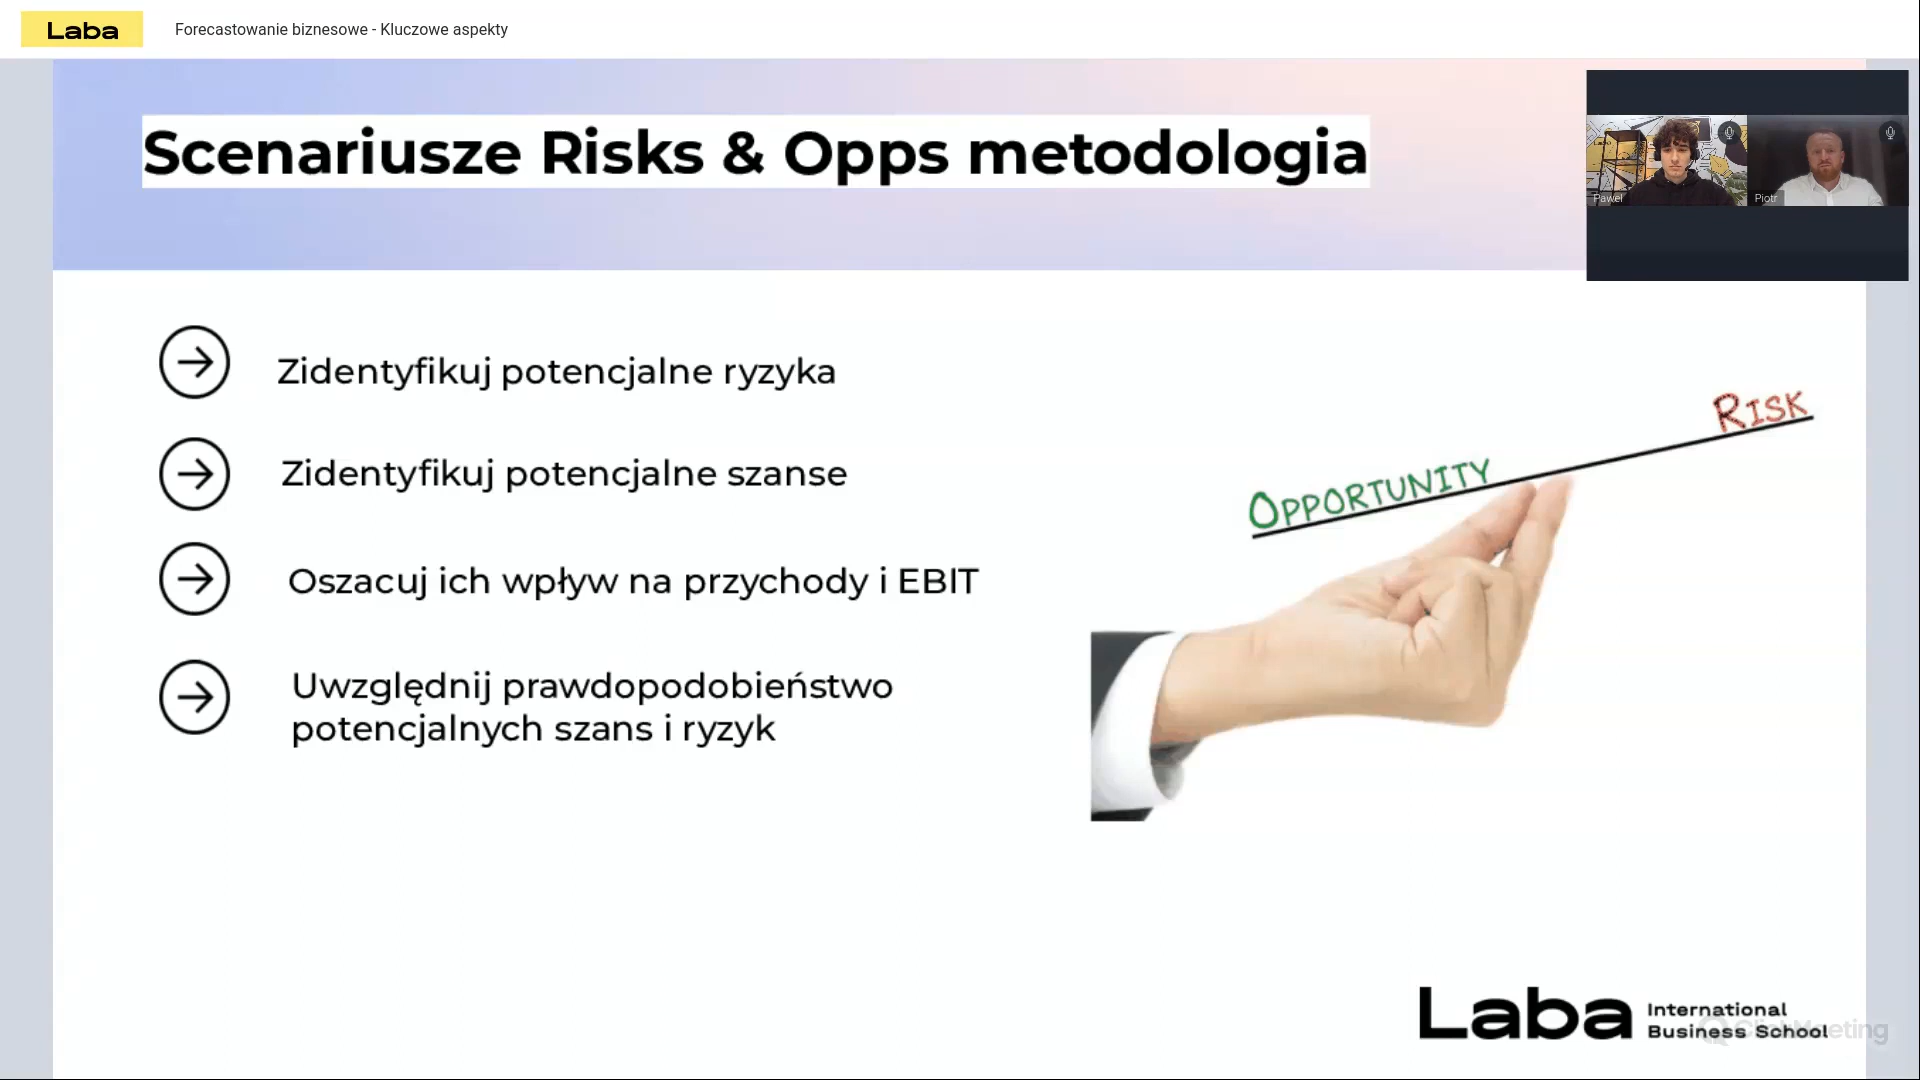 Laba
Forecastowanie biznesowe - Kluczowe aspekty
Scenariusze Risks & Opps metodologia
Paweł
Piotr
Zidentyfikuj potencjalne ryzyka
Zidentyfikuj potencjalne szanse
Oszacuj ich wpływ na przychody i EBIT
Uwzględnij prawdopodobieństwo
potencjalnych szans i ryzyk
RISK
OPPORTUNITY
Laba
International
Business School
ClickMeeting